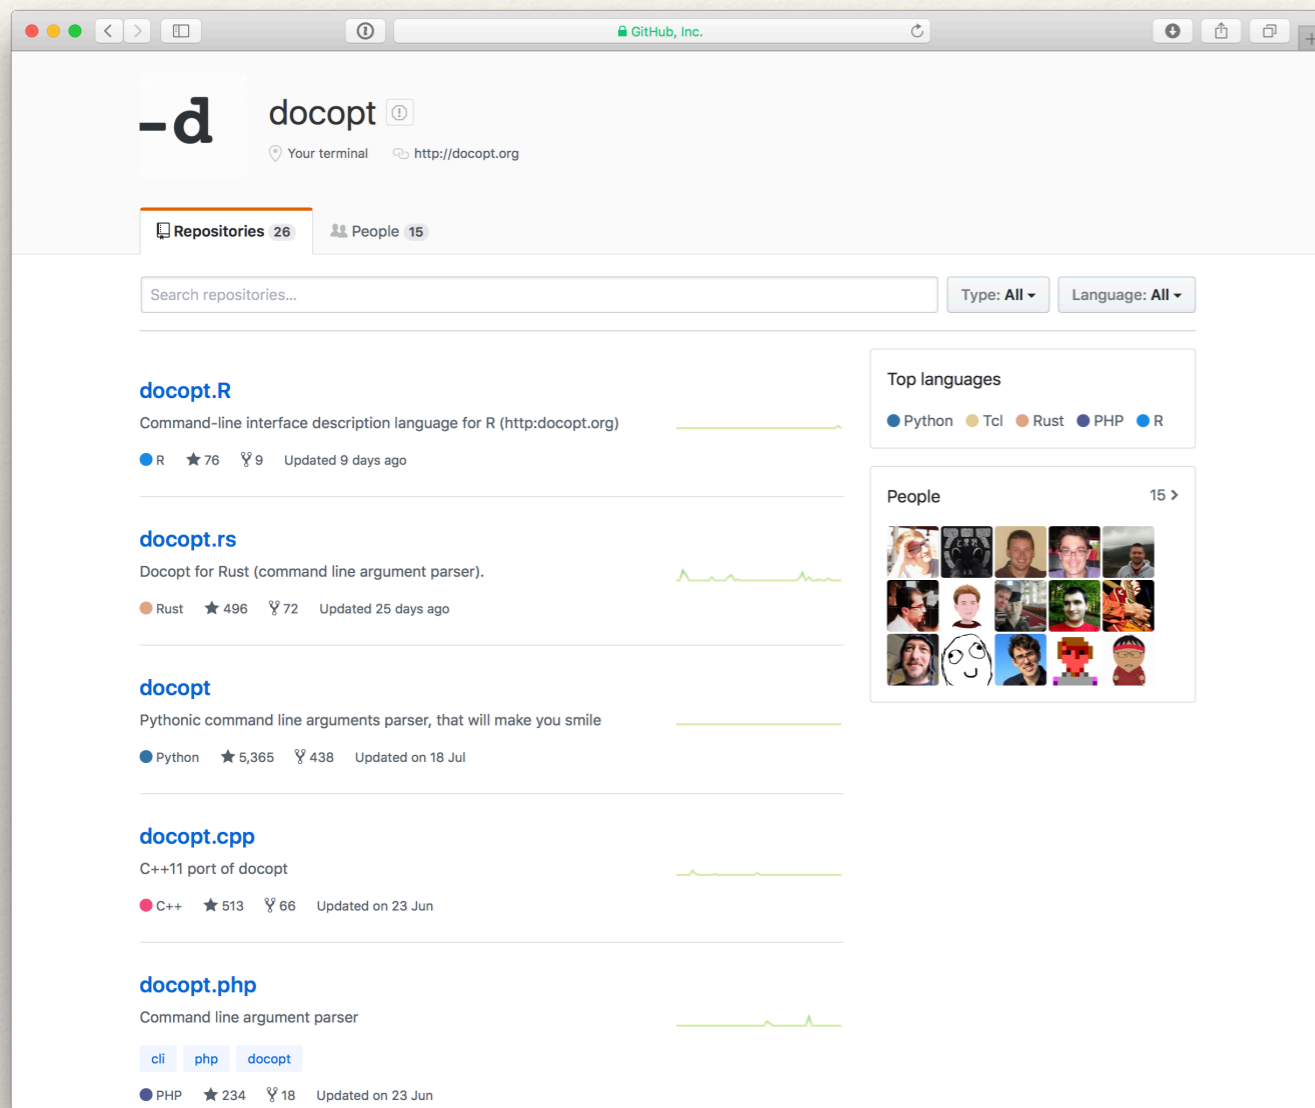 GitHub, Inc.
-d
docopt
Your terminal http://docopt.org
Repositories 26 People 15
Search repositories... Type: All Language: All
docopt.R
Command-line interface description language for R (http:docopt.org)
R 76 9 Updated 9 days ago
docopt.rs
Docopt for Rust (command line argument parser).
Rust 496 72 Updated 25 days ago
docopt
Pythonic command line arguments parser, that will make you smile
Python 5,365 438 Updated on 18 Jul
docopt.cpp
C++11 port of docopt
C++ 513 66 Updated on 23 Jun
docopt.php
Command line argument parser
cli php docopt
PHP 234 18 Updated on 23 Jun
Top languages
Python Tcl Rust PHP R
People 15